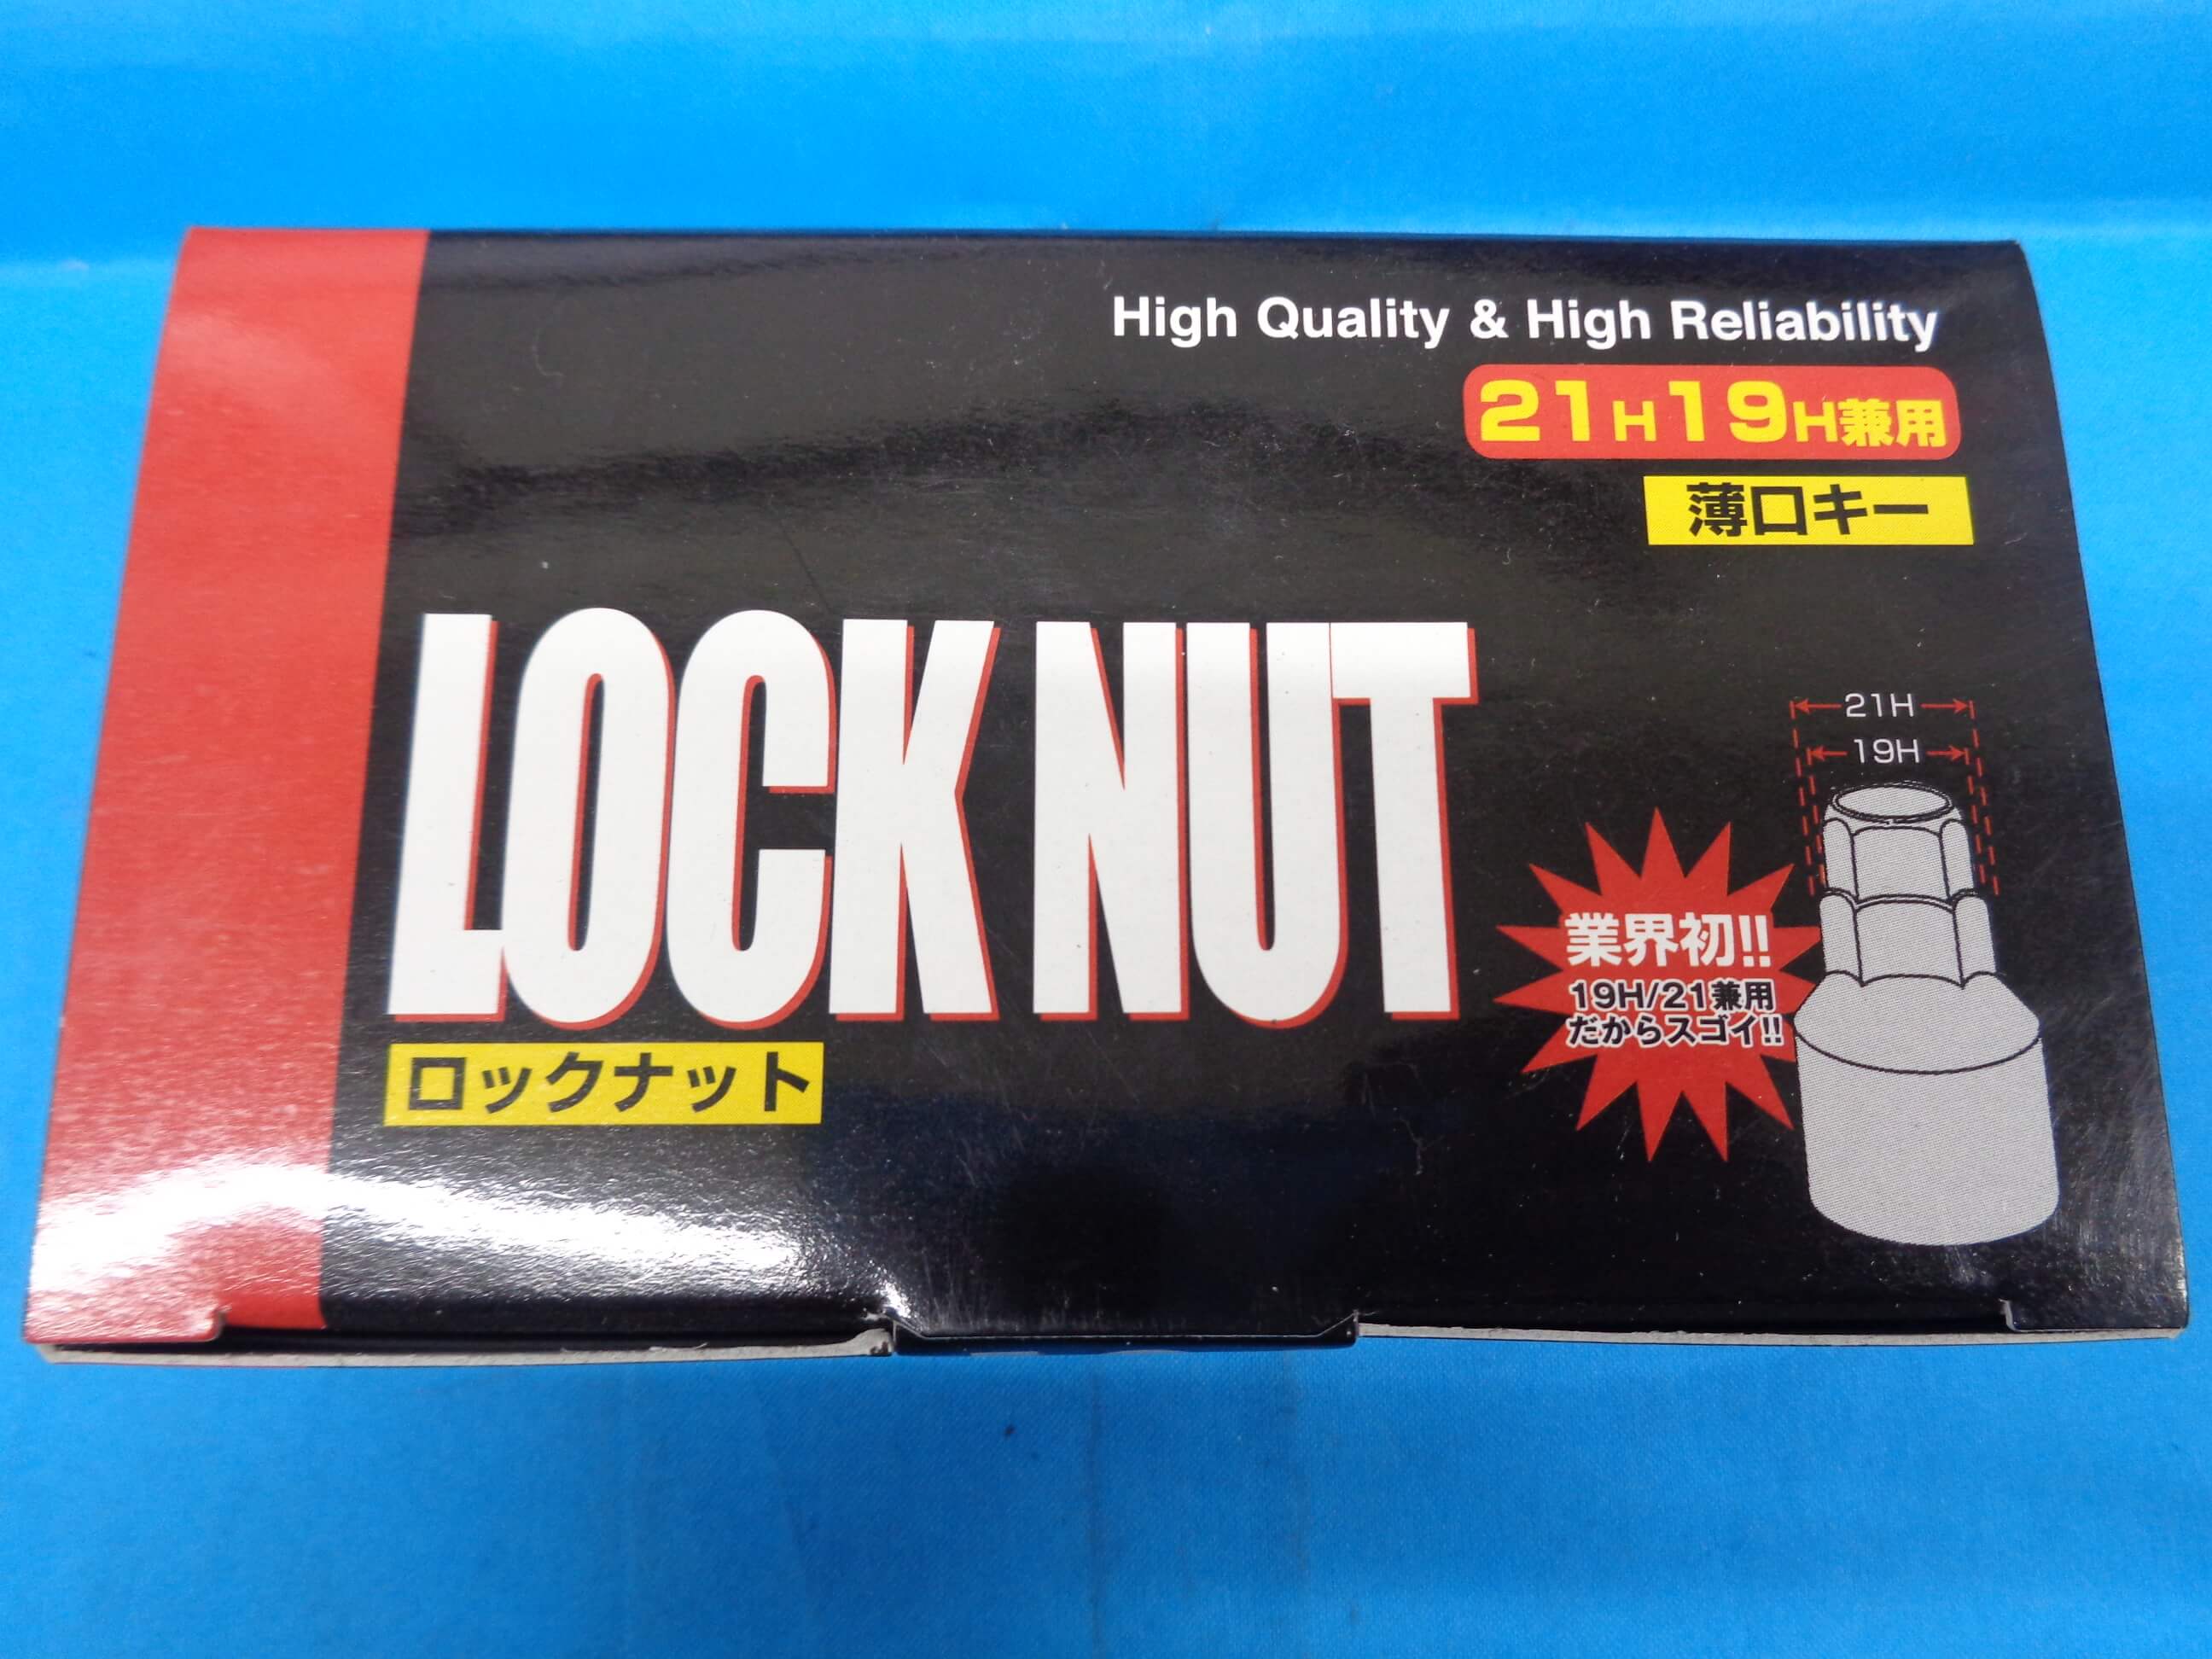 High Quality & High Reliability
21H19H兼用
薄口キー
LOCK NUT
ロックナット
21H
19H
業界初!!
19H/21兼用
だからスゴイ!!